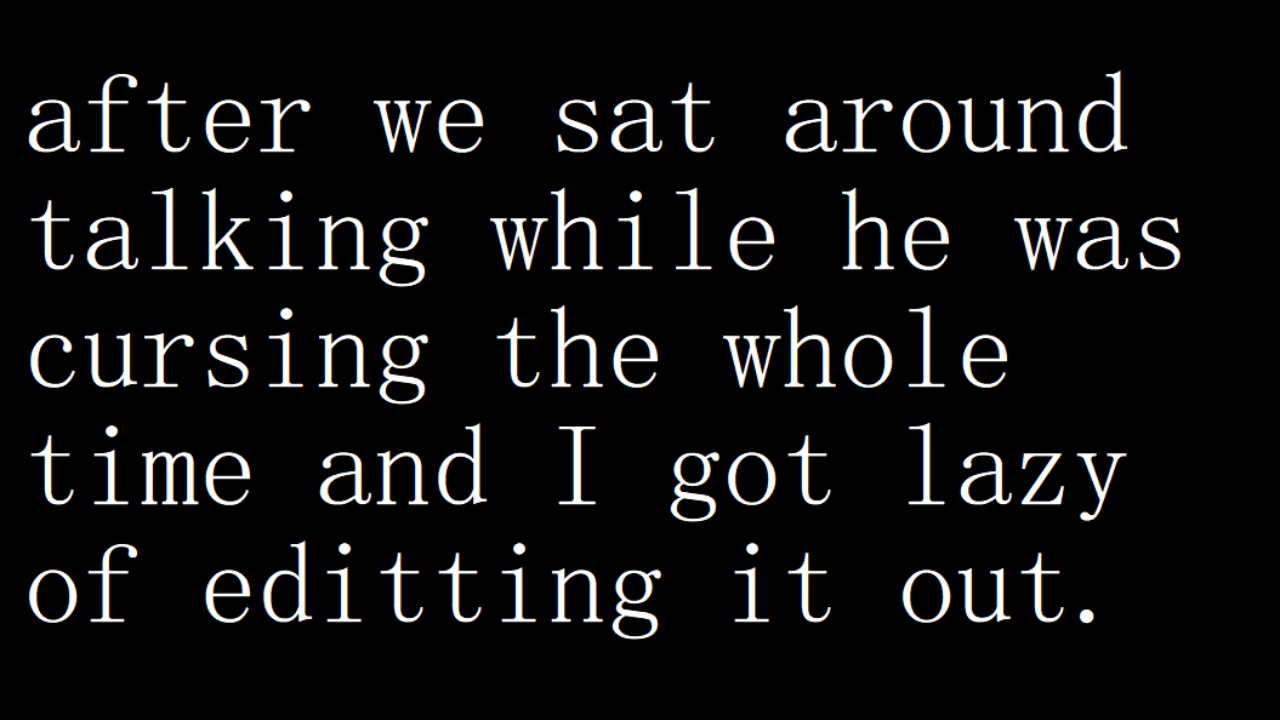 after we sat around
talking while he was
cursing the whole
time and I got lazy
of editting it out.